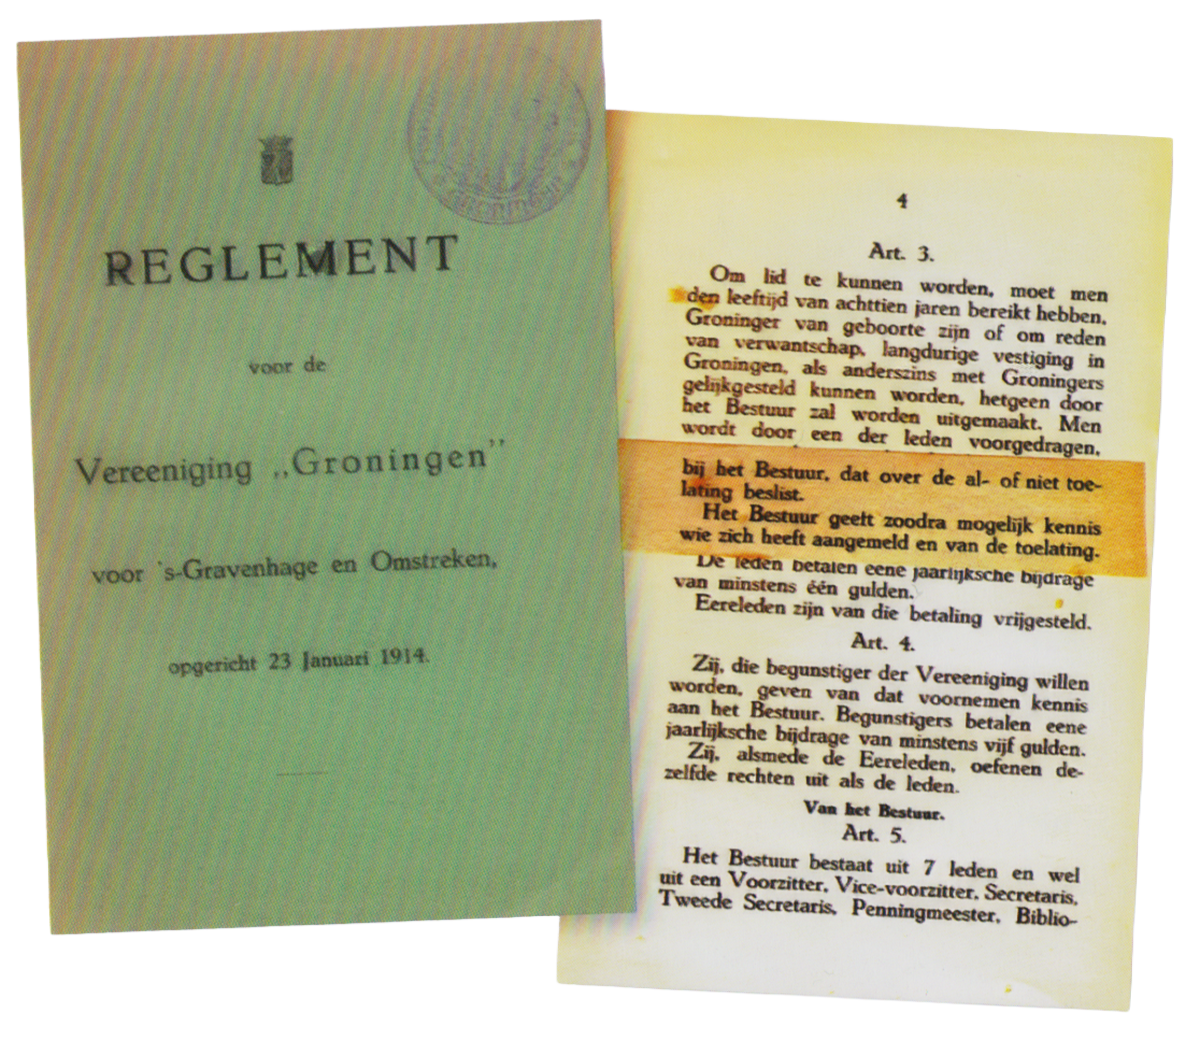 REGLEMENT
voor de
Vereeniging „Groningen”
voor 's-Gravenhage en Omstreken,
opgericht 23 Januari 1914.
GRONINGEN
4
Art. 3.
Om lid te kunnen worden, moet men
den leeftijd van achttien jaren bereikt hebben,
Groninger van geboorte zijn of om reden
van verwantschap, langdurige vestiging in
Groningen, als anderszins met Groningers
gelijkgesteld kunnen worden, hetgeen door
het Bestuur zal worden uitgemaakt. Men
wordt door een der leden voorgedragen,
bij het Bestuur, dat over de al- of niet toe-
lating beslist.
Het Bestuur geeft zoodra mogelijk kennis
wie zich heeft aangemeld en van de toelating.
De leden betalen eene jaarlijksche bijdrage
van minstens één gulden.
Eereleden zijn van die betaling vrijgesteld.
Art. 4.
Zij, die begunstiger der Vereeniging willen
worden, geven van dat voornemen kennis
aan het Bestuur. Begunstigers betalen eene
jaarlijksche bijdrage van minstens vijf gulden.
Zij, alsmede de Eereleden, oefenen de-
zelfde rechten uit als de leden.
Van het Bestuur.
Art. 5.
Het Bestuur bestaat uit 7 leden en wel
uit een Voorzitter, Vice-voorzitter, Secretaris,
Tweede Secretaris, Penningmeester, Biblio-